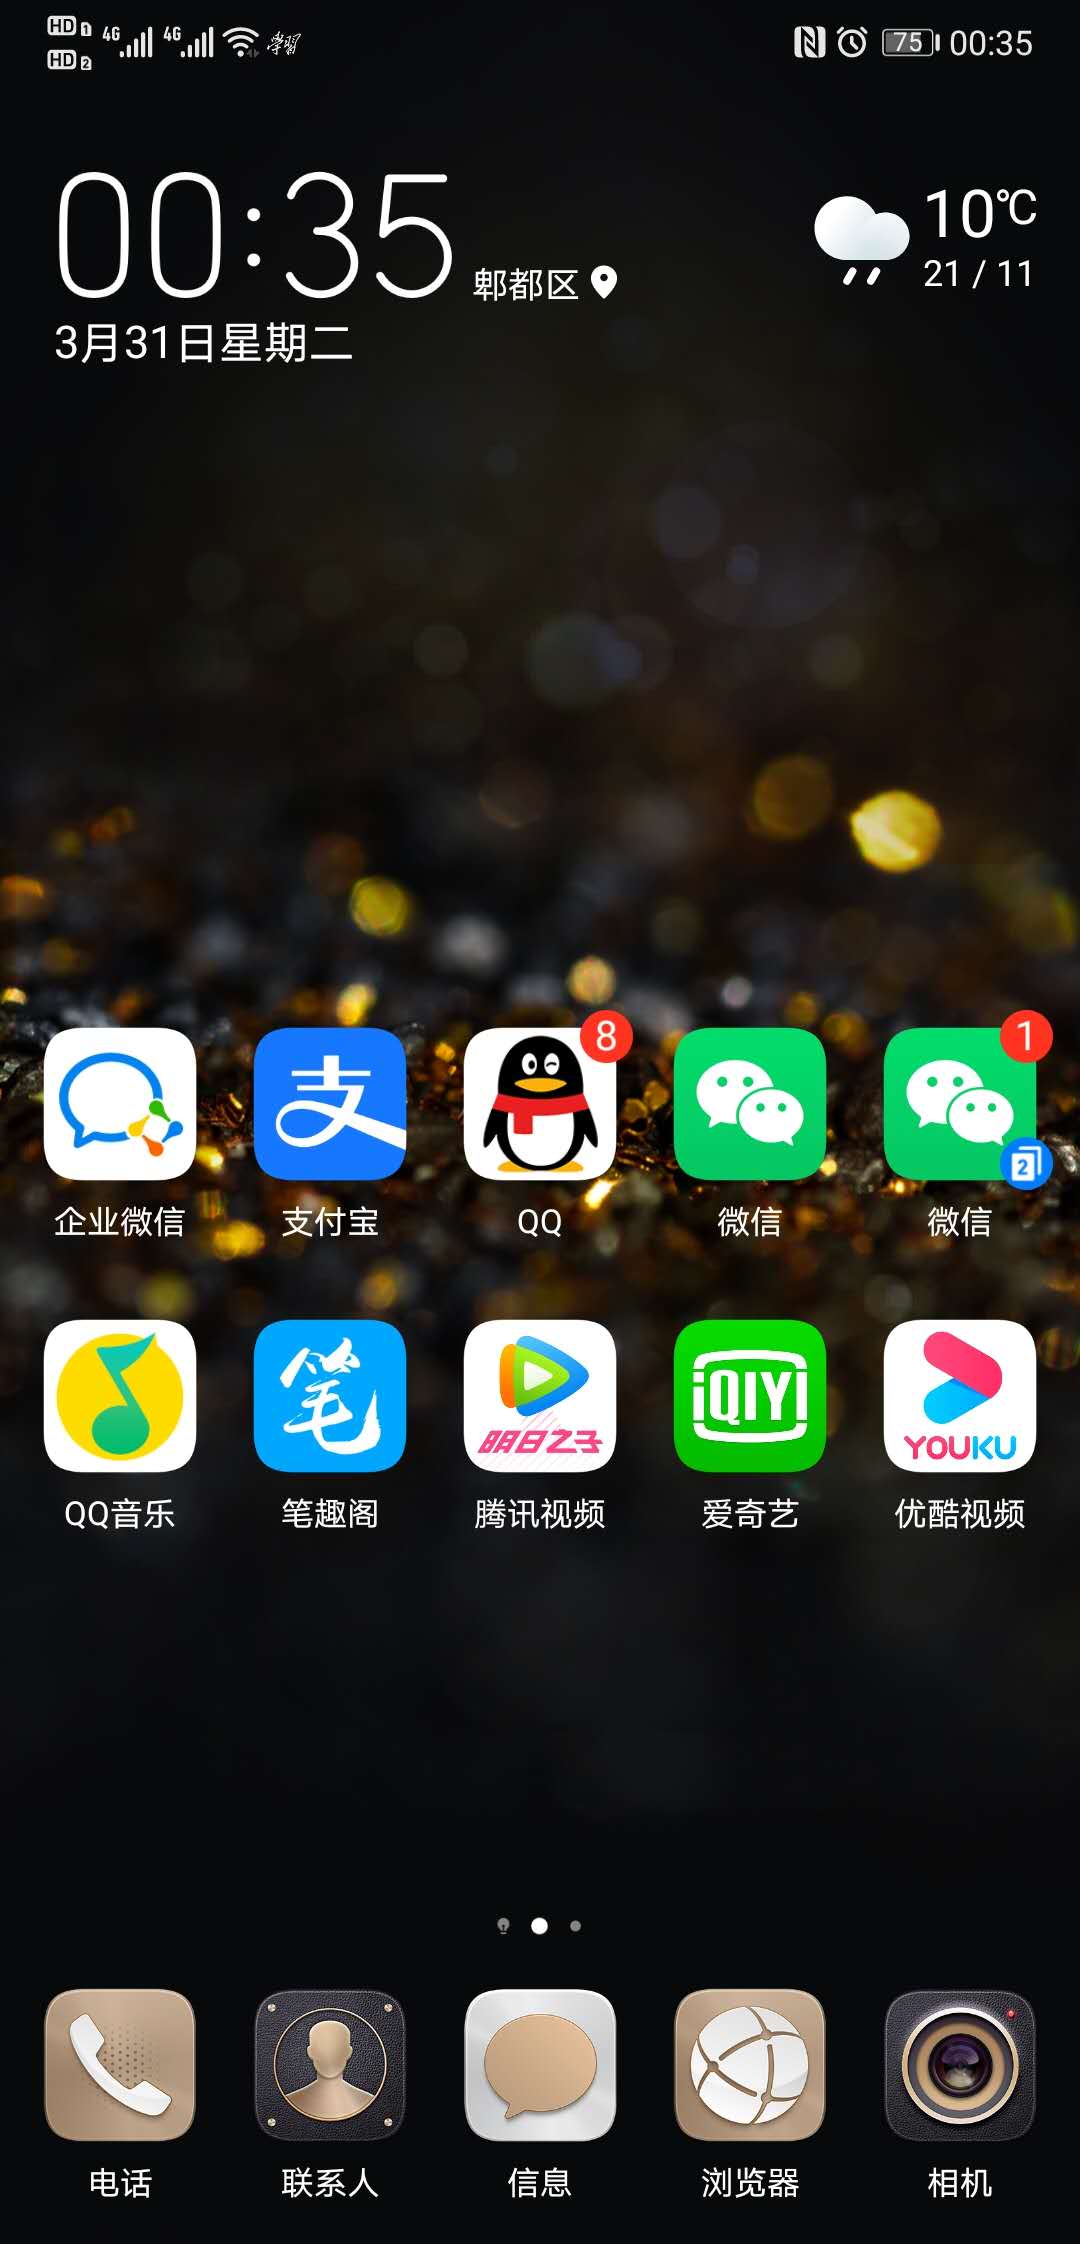 HD 1 4G 4G 學習 75 00:35
HD 2
00:35 郫都区 10℃
21 / 11
3月31日星期二
8 1
支
2
企业微信 支付宝 QQ 微信 微信
笔 iQIYI
明日之子 YOUKU
QQ音乐 笔趣阁 腾讯视频 爱奇艺 优酷视频
电话 联系人 信息 浏览器 相机